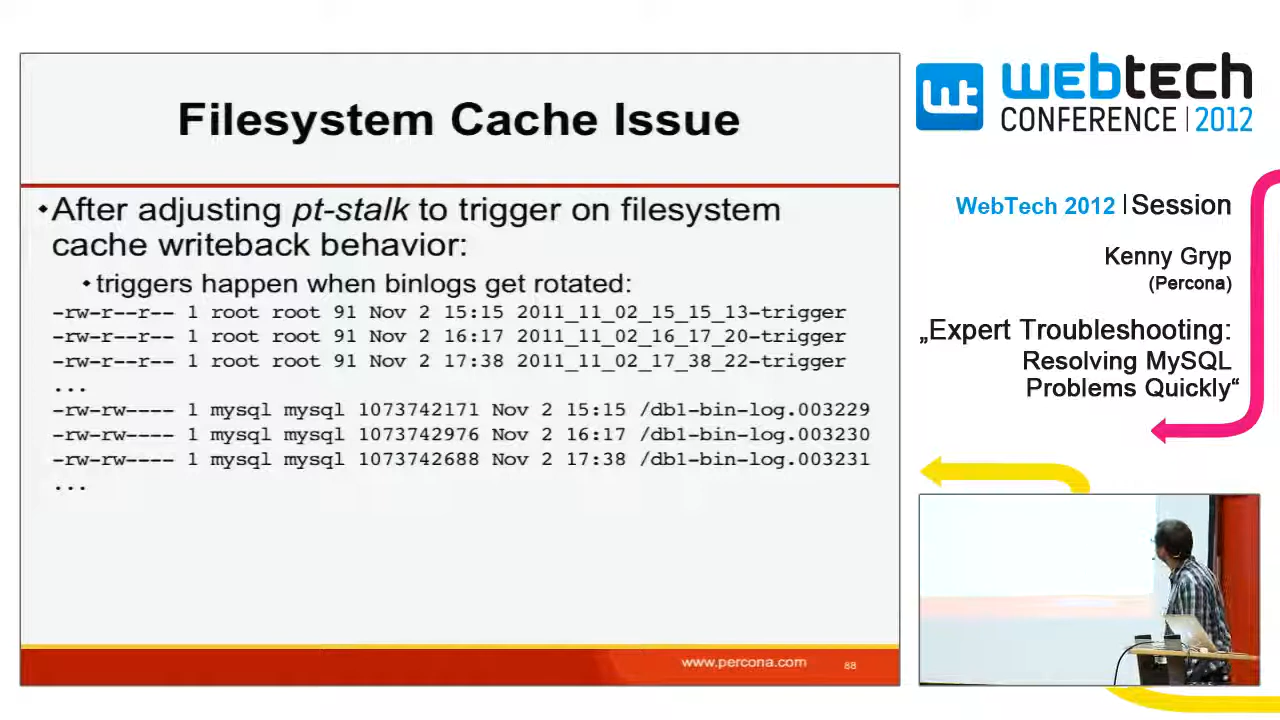 Filesystem Cache Issue
•After adjusting pt-stalk to trigger on filesystem
cache writeback behavior:
•triggers happen when binlogs get rotated:
-rw-r--r-- 1 root root 91 Nov 2 15:15 2011_11_02_15_15_13-trigger
-rw-r--r-- 1 root root 91 Nov 2 16:17 2011_11_02_16_17_20-trigger
-rw-r--r-- 1 root root 91 Nov 2 17:38 2011_11_02_17_38_22-trigger
...
-rw-rw---- 1 mysql mysql 1073742171 Nov 2 15:15 /db1-bin-log.003229
-rw-rw---- 1 mysql mysql 1073742976 Nov 2 16:17 /db1-bin-log.003230
-rw-rw---- 1 mysql mysql 1073742688 Nov 2 17:38 /db1-bin-log.003231
...
www.percona.com 88
wt webtech
CONFERENCE | 2012
WebTech 2012 | Session
Kenny Gryp
(Percona)
„Expert Troubleshooting:
Resolving MySQL
Problems Quickly“